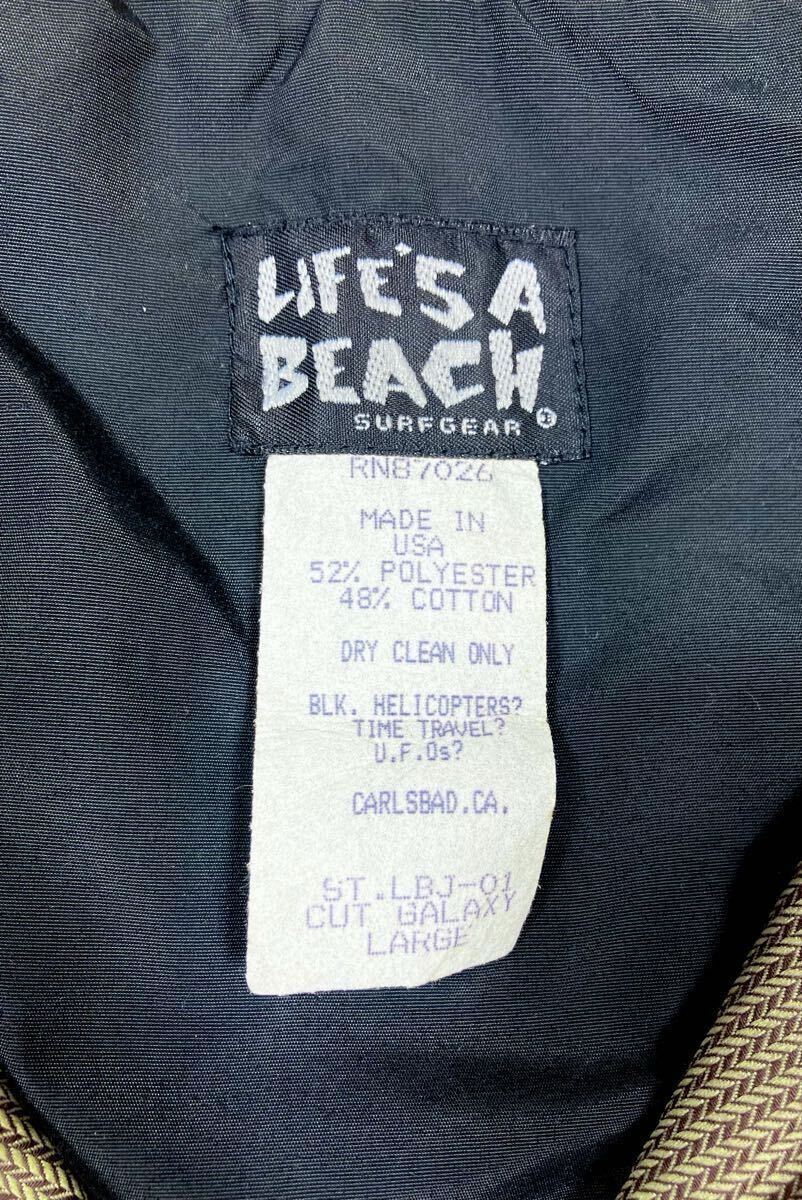 LIFE'S A
BEACH
SURFGEAR ®
RN87026
MADE IN
USA
52% POLYESTER
48% COTTON
DRY CLEAN ONLY
BLK. HELICOPTERS?
TIME TRAVEL?
U.F.Os?
CARLSBAD.CA.
ST.LBJ-01
CUT GALAXY
LARGE